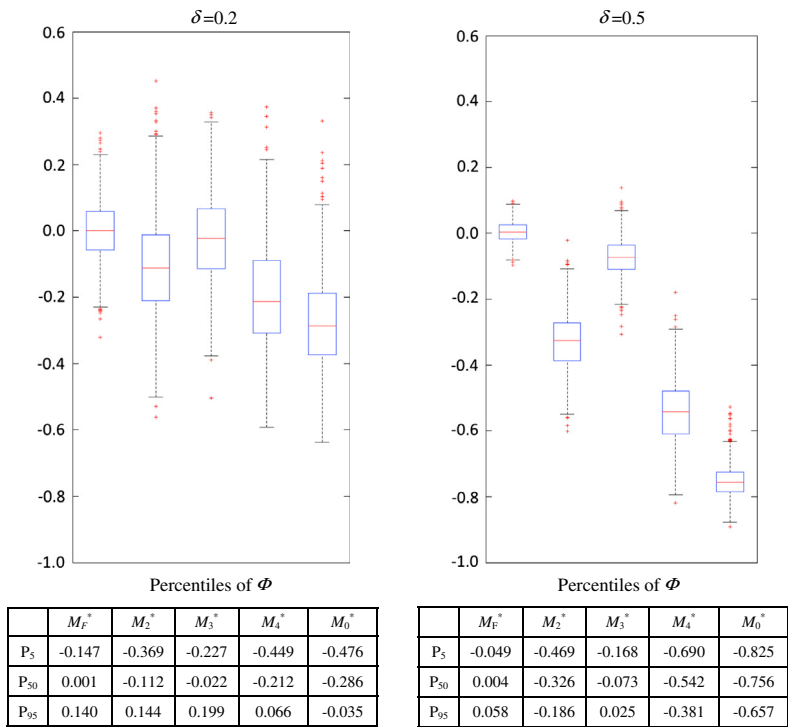 δ=0.2
0.6
0.4
0.2
0.0
-0.2
-0.4
-0.6
-0.8
-1.0
Percentiles of Φ
M_F* M_2* M_3* M_4* M_0*
P_5 -0.147 -0.369 -0.227 -0.449 -0.476
P_50 0.001 -0.112 -0.022 -0.212 -0.286
P_95 0.140 0.144 0.199 0.066 -0.035
δ=0.5
0.6
0.4
0.2
0.0
-0.2
-0.4
-0.6
-0.8
-1.0
Percentiles of Φ
M_F* M_2* M_3* M_4* M_0*
P_5 -0.049 -0.469 -0.168 -0.690 -0.825
P_50 0.004 -0.326 -0.073 -0.542 -0.756
P_95 0.058 -0.186 0.025 -0.381 -0.657